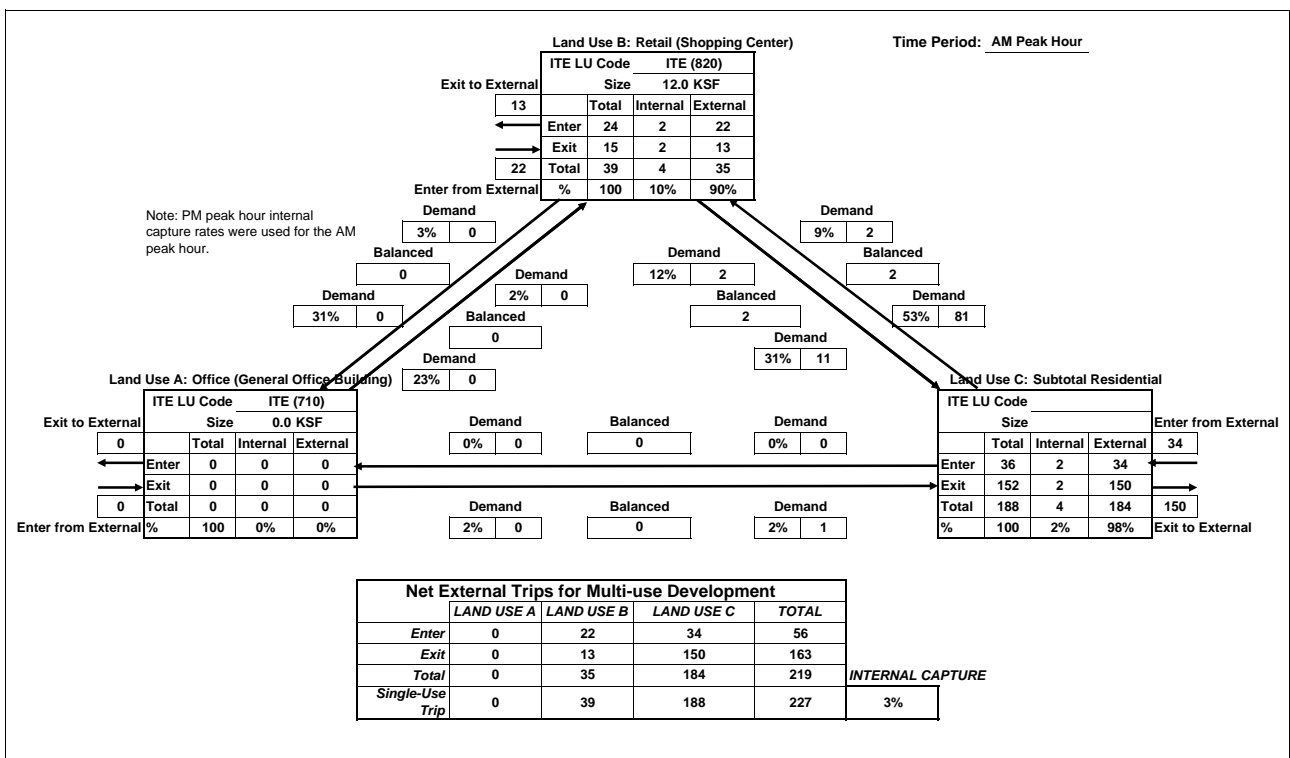 Land Use B: Retail (Shopping Center)
Time Period: AM Peak Hour
ITE LU Code ITE (820)
Exit to External Size 12.0 KSF
13 Total Internal External
Enter 24 2 22
Exit 15 2 13
22 Total 39 4 35
Enter from External % 100 10% 90%
Note: PM peak hour internal
capture rates were used for the AM
peak hour.
Demand Demand
3% 0 9% 2
Balanced Demand Balanced
0 12% 2 2
Demand
2% 0
Demand Balanced Demand
31% 0 2 53% 81
Balanced
0
Demand
31% 11
Demand
23% 0
Land Use A: Office (General Office Building) Land Use C: Subtotal Residential
ITE LU Code ITE (710) ITE LU Code
Exit to External Size 0.0 KSF Demand Balanced Demand Size Enter from External
0 Total Internal External 0% 0 0 0% 0 Total Internal External 34
Enter 0 0 0 Enter 36 2 34
Exit 0 0 0 Exit 152 2 150
0 Total 0 0 0 Demand Balanced Demand Total 188 4 184 150
Enter from External % 100 0% 0% 2% 0 0 2% 1 % 100 2% 98% Exit to External
Net External Trips for Multi-use Development
LAND USE A LAND USE B LAND USE C TOTAL
Enter 0 22 34 56
Exit 0 13 150 163
Total 0 35 184 219 INTERNAL CAPTURE
Single-Use
Trip 0 39 188 227 3%